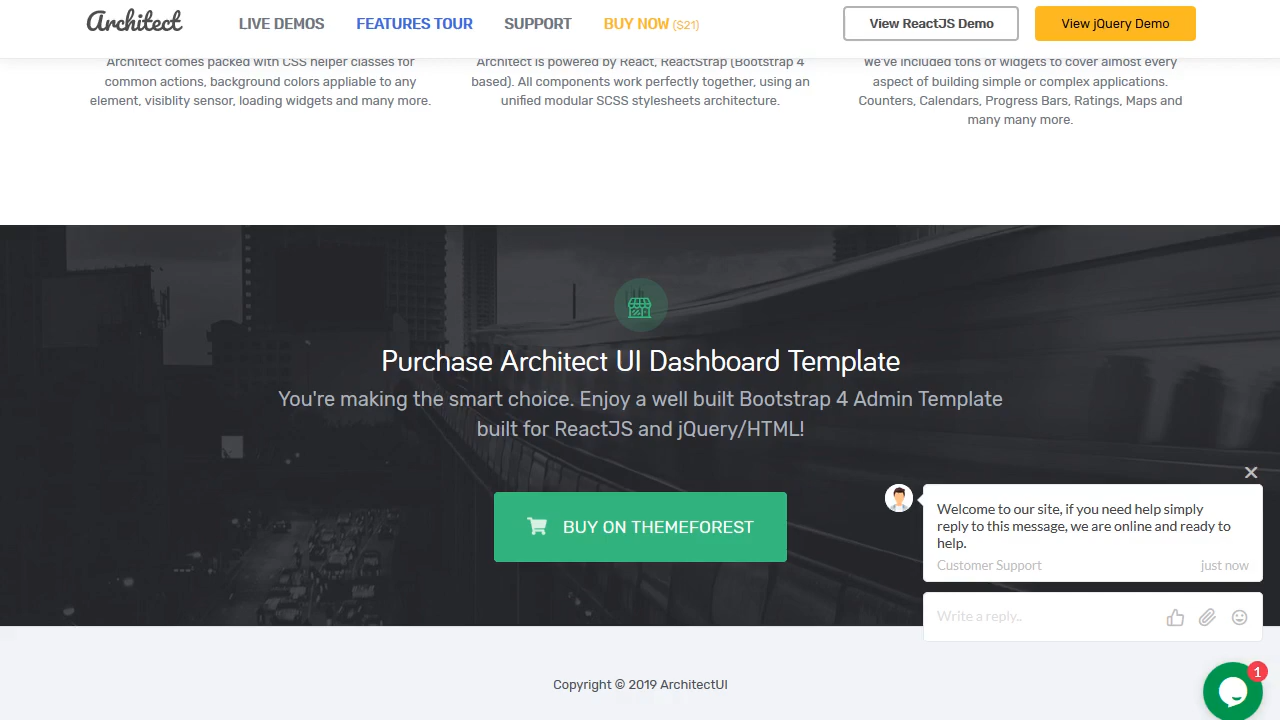 Architect
LIVE DEMOS
FEATURES TOUR
SUPPORT
BUY NOW ($21)
View ReactJS Demo
View jQuery Demo
Architect comes packed with CSS helper classes for
common actions, background colors appliable to any
element, visiblity sensor, loading widgets and many more.
Architect is powered by React, ReactStrap (Bootstrap 4
based). All components work perfectly together, using an
unified modular SCSS stylesheets architecture.
We've included tons of widgets to cover almost every
aspect of building simple or complex applications.
Counters, Calendars, Progress Bars, Ratings, Maps and
many many more.
Purchase Architect UI Dashboard Template
You're making the smart choice. Enjoy a well built Bootstrap 4 Admin Template
built for ReactJS and jQuery/HTML!
BUY ON THEMEFOREST
Welcome to our site, if you need help simply
reply to this message, we are online and ready to
help.
Customer Support
just now
Write a reply..
1
Copyright © 2019 ArchitectUI